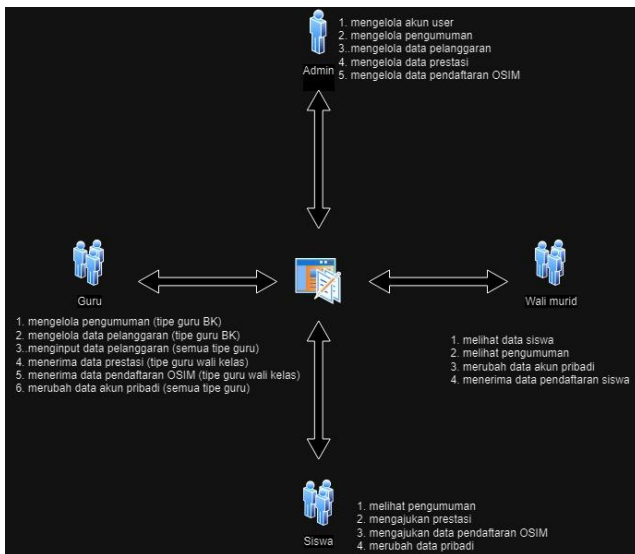 1. mengelola akun user
2. mengelola pengumuman
3..mengelola data pelanggaran
4. mengelola data prestasi
5. mengelola data pendaftaran OSIM
Admin
Guru
1. mengelola pengumuman (tipe guru BK)
2. mengelola data pelanggaran (tipe guru BK)
3..menginput data pelanggaran (semua tipe guru)
4. menerima data prestasi (tipe guru wali kelas)
5. menerima data pendaftaran OSIM (tipe guru wali kelas)
6. merubah data akun pribadi (semua tipe guru)
Wali murid
1. melihat data siswa
2. melihat pengumuman
3. merubah data akun pribadi
4. menerima data pendaftaran siswa
Siswa
1. melihat pengumuman
2. mengajukan prestasi
3. mengajukan data pendaftaran OSIM
4. merubah data pribadi